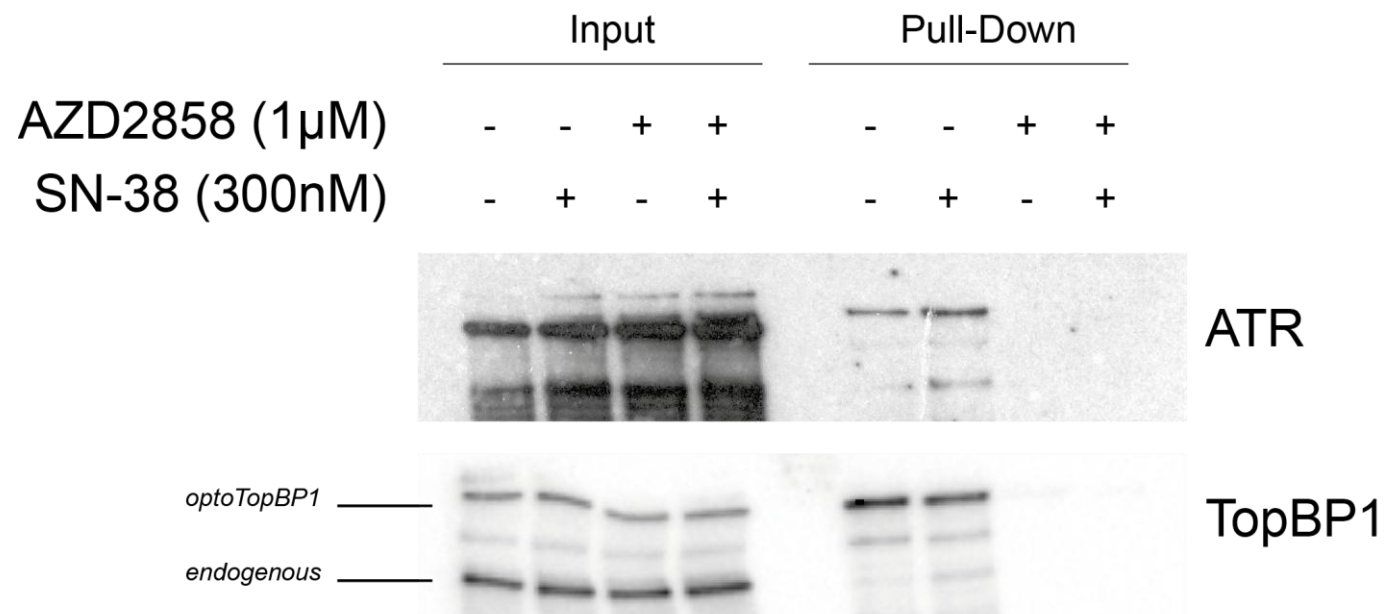 Input Pull-Down
AZD2858 (1µM) - - + + - - + +
SN-38 (300nM) - + - + - + - +
ATR
optoTopBP1
TopBP1
endogenous